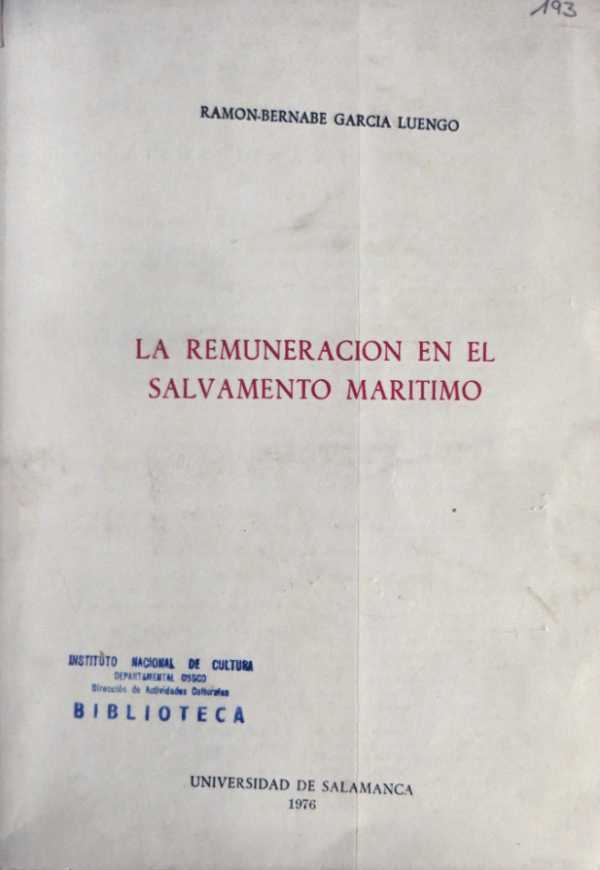 193
RAMON-BERNABE GARCIA LUENGO
LA REMUNERACION EN EL
SALVAMENTO MARITIMO
INSTITUTO NACIONAL DE CULTURA
DEPARTAMENTAL CUSCO
Dirección de Actividades Culturales
BIBLIOTECA
UNIVERSIDAD DE SALAMANCA
1976